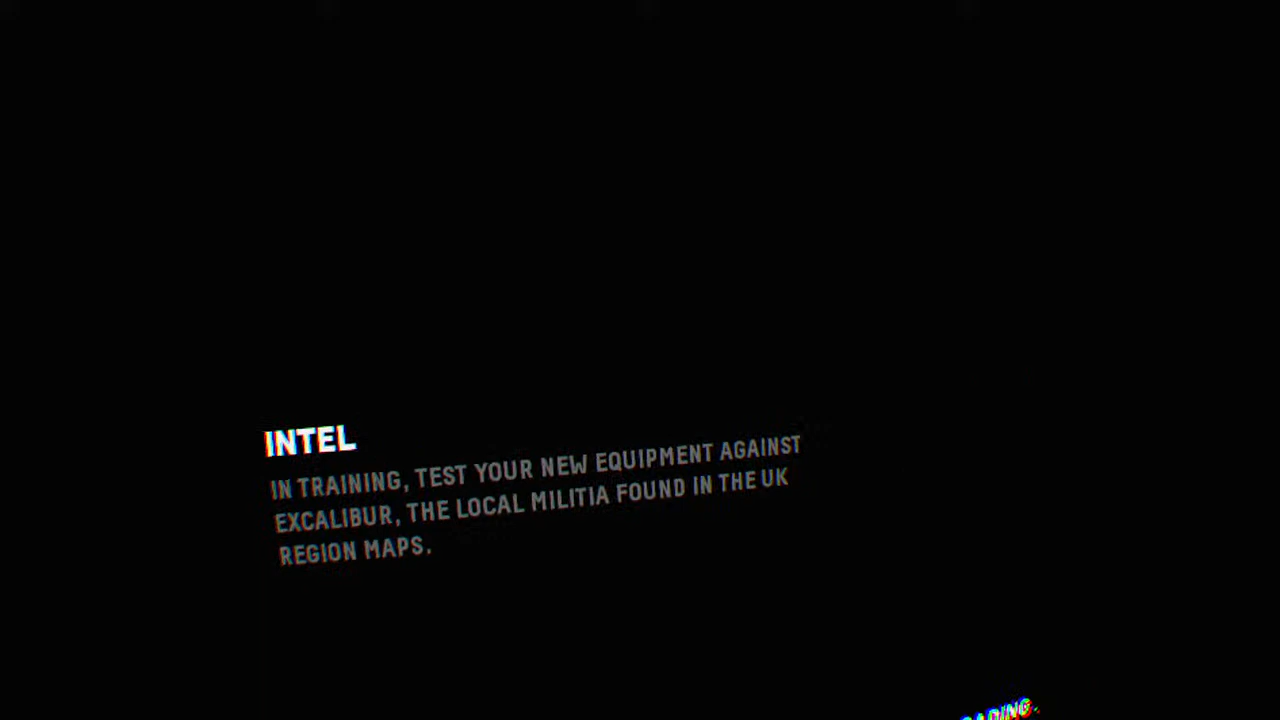 INTEL
IN TRAINING, TEST YOUR NEW EQUIPMENT AGAINST
EXCALIBUR, THE LOCAL MILITIA FOUND IN THE UK
REGION MAPS.